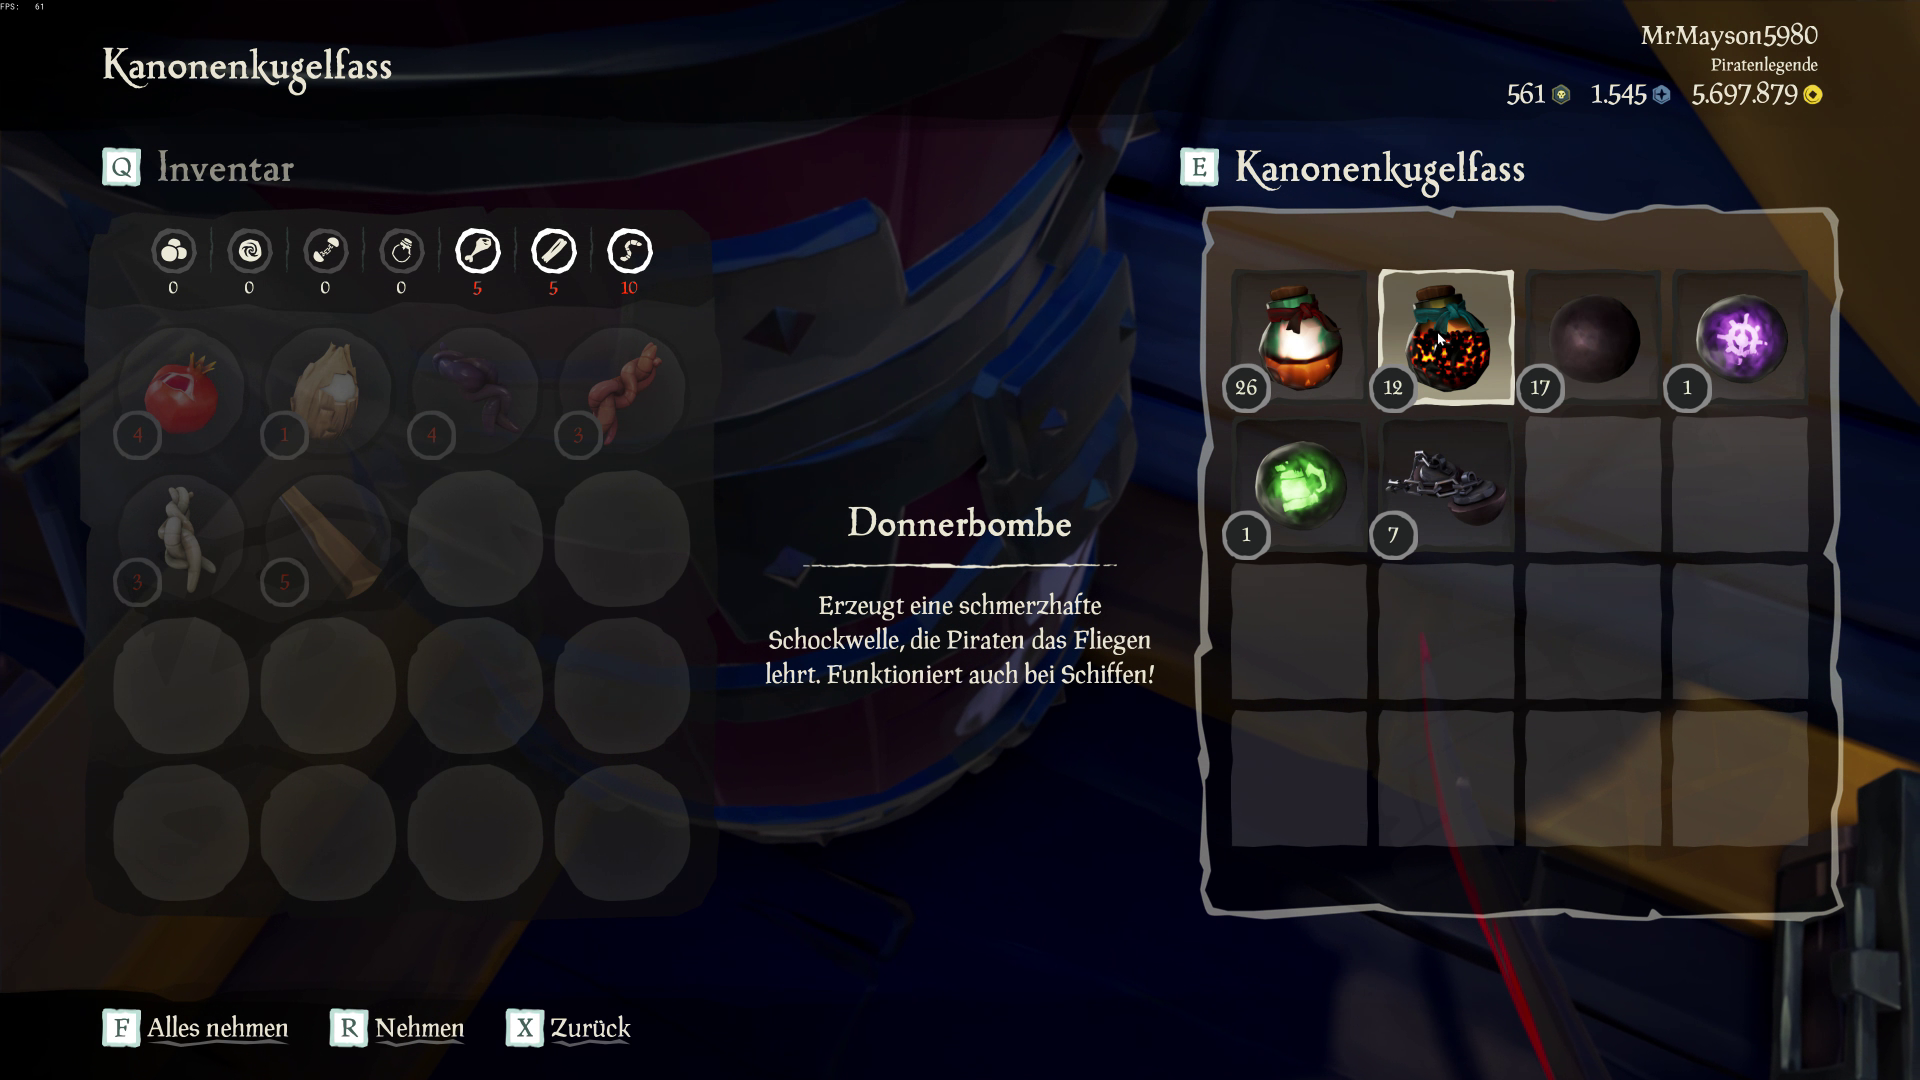 FPS: 61
Kanonenkugelfass
MrMayson5980
Piratenlegende
561 1.545 5.697.879
Q Inventar
E Kanonenkugelfass
0 0 0 0 5 5 10
4 1 4 3
3 5
26 12 17 1
1 7
Donnerbombe
Erzeugt eine schmerzhafte
Schockwelle, die Piraten das Fliegen
lehrt. Funktioniert auch bei Schiffen!
F Alles nehmen R Nehmen X Zurück